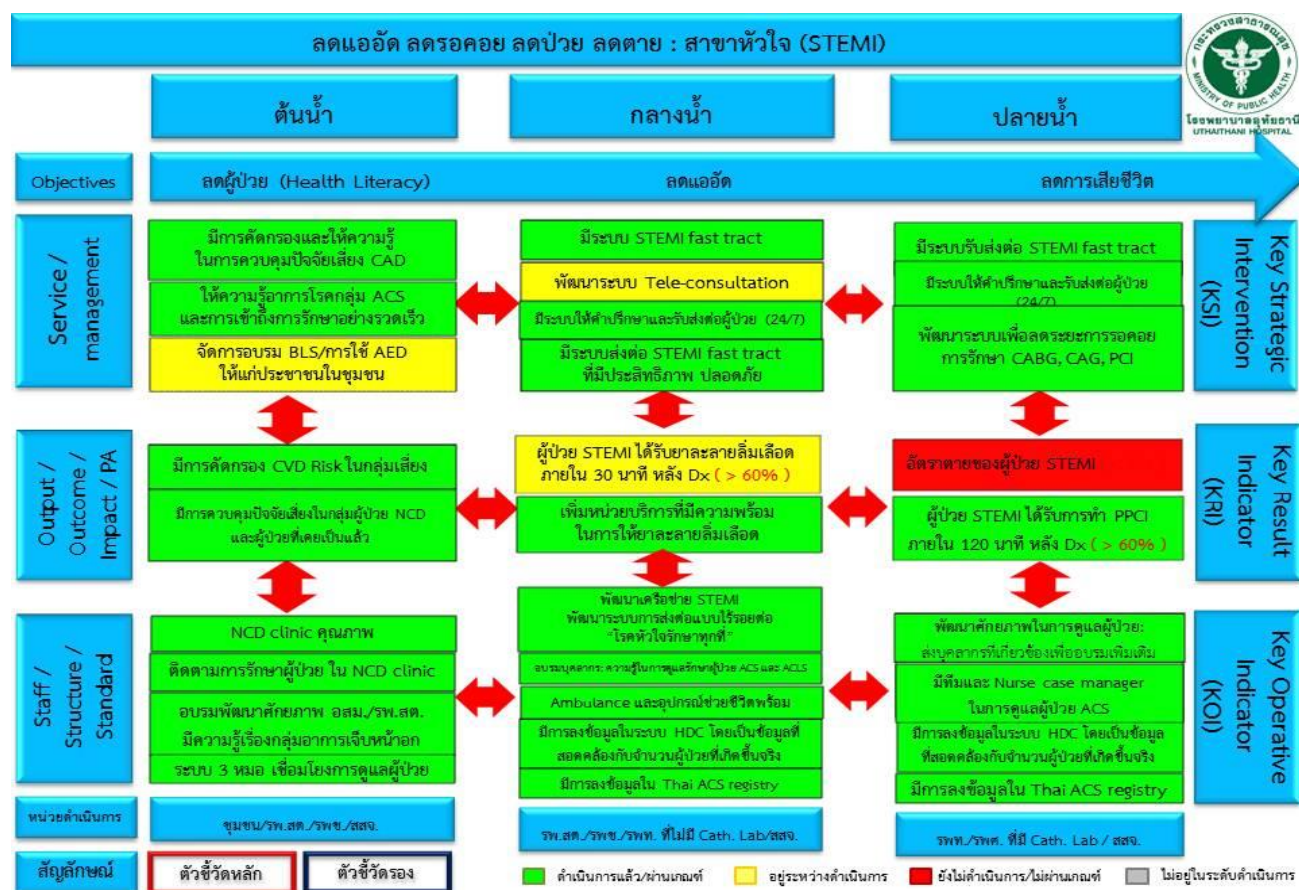 ลดแออัด ลดรอคอย ลดป่วย ลดตาย : สาขาหัวใจ (STEMI)
กระทรวงสาธารณสุข
MINISTRY OF PUBLIC HEALTH
โรงพยาบาลอุทัยธานี
UTHAITHANI HOSPITAL
ต้นน้ำ
กลางน้ำ
ปลายน้ำ
Objectives
ลดผู้ป่วย (Health Literacy)
ลดแออัด
ลดการเสียชีวิต
Service /
management
มีการคัดกรองและให้ความรู้
ในการควบคุมปัจจัยเสี่ยง CAD
ให้ความรู้อาการโรคกลุ่ม ACS
และการเข้าถึงการรักษาอย่างรวดเร็ว
จัดการอบรม BLS/การใช้ AED
ให้แก่ประชาชนในชุมชน
มีระบบ STEMI fast tract
พัฒนาระบบ Tele-consultation
มีระบบให้คำปรึกษาและรับส่งต่อผู้ป่วย (24/7)
มีระบบส่งต่อ STEMI fast tract
ที่มีประสิทธิภาพ ปลอดภัย
มีระบบรับส่งต่อ STEMI fast tract
มีระบบให้คำปรึกษาและรับส่งต่อผู้ป่วย
(24/7)
พัฒนาระบบเพื่อลดระยะการรอคอย
การรักษา CABG, CAG, PCI
Key Strategic
Intervention
(KSI)
Output /
Outcome /
Impact / PA
มีการคัดกรอง CVD Risk ในกลุ่มเสี่ยง
มีการควบคุมปัจจัยเสี่ยงในกลุ่มผู้ป่วย NCD
และผู้ป่วยที่เคยเป็นแล้ว
ผู้ป่วย STEMI ได้รับยาละลายลิ่มเลือด
ภายใน 30 นาที หลัง Dx ( > 60% )
เพิ่มหน่วยบริการที่มีความพร้อม
ในการให้ยาละลายลิ่มเลือด
อัตราตายของผู้ป่วย STEMI
ผู้ป่วย STEMI ได้รับการทำ PPCI
ภายใน 120 นาที หลัง Dx ( > 60% )
Key Result
Indicator
(KRI)
Staff /
Structure /
Standard
NCD clinic คุณภาพ
ติดตามการรักษาผู้ป่วย ใน NCD clinic
อบรมพัฒนาศักยภาพ อสม./รพ.สต.
มีความรู้เรื่องกลุ่มอาการเจ็บหน้าอก
ระบบ 3 หมอ เชื่อมโยงการดูแลผู้ป่วย
พัฒนาเครือข่าย STEMI
พัฒนาระบบการส่งต่อแบบไร้รอยต่อ
“โรคหัวใจรักษาทุกที่”
อบรมบุคลากร: ความรู้ในการดูแลรักษาผู้ป่วย ACS และ ACLS
Ambulance และอุปกรณ์ช่วยชีวิตพร้อม
มีการลงข้อมูลในระบบ HDC โดยเป็นข้อมูลที่
สอดคล้องกับจำนวนผู้ป่วยที่เกิดขึ้นจริง
มีการลงข้อมูลใน Thai ACS registry
พัฒนาศักยภาพในการดูแลผู้ป่วย:
ส่งบุคลากรที่เกี่ยวข้องเพื่ออบรมเพิ่มเติม
มีทีมและ Nurse case manager
ในการดูแลผู้ป่วย ACS
มีการลงข้อมูลในระบบ HDC โดยเป็นข้อมูล
ที่สอดคล้องกับจำนวนผู้ป่วยที่เกิดขึ้นจริง
มีการลงข้อมูลใน Thai ACS registry
Key Operative
Indicator
(KOI)
หน่วยดำเนินการ
ชุมชน/รพ.สต./รพช./สสจ.
รพ.สต./รพช./รพท. ที่ไม่มี Cath. Lab/สสจ.
รพท./รพศ. ที่มี Cath. Lab / สสจ.
สัญลักษณ์
ตัวชี้วัดหลัก
ตัวชี้วัดรอง
ดำเนินการแล้ว/ผ่านเกณฑ์
อยู่ระหว่างดำเนินการ
ยังไม่ดำเนินการ/ไม่ผ่านเกณฑ์
ไม่อยู่ในระดับดำเนินการ